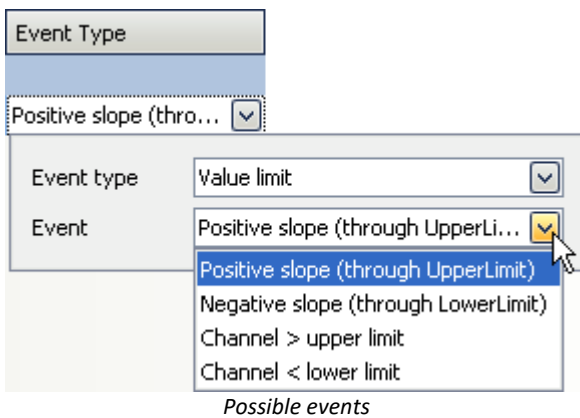 Event Type
Positive slope (thro...
Event type Value limit
Event Positive slope (through UpperLi...
Positive slope (through UpperLimit)
Negative slope (through LowerLimit)
Channel > upper limit
Channel < lower limit
Possible events